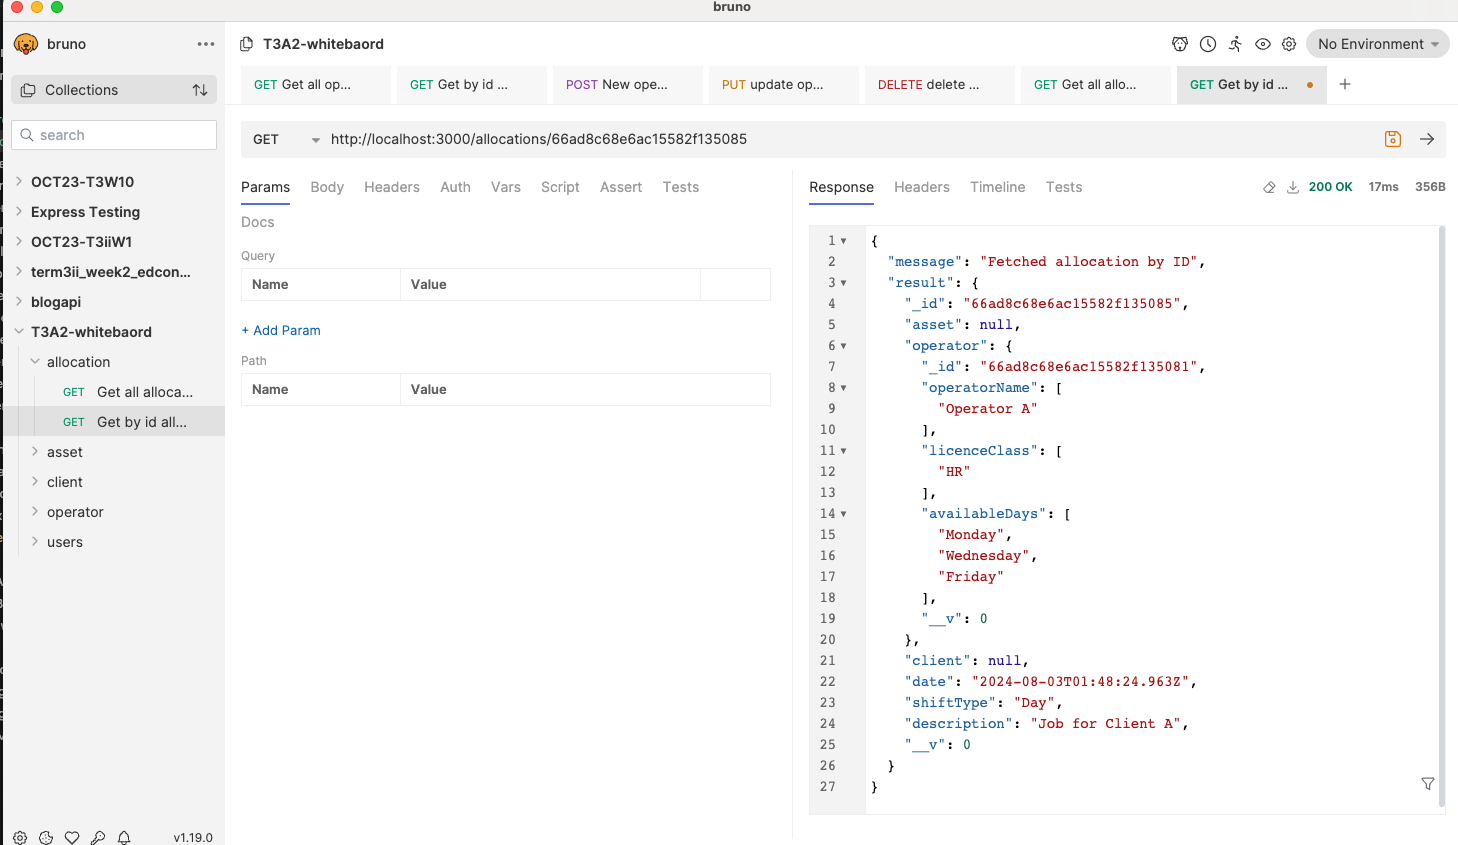 bruno
bruno
T3A2-whitebaord
No Environment
Collections
search
OCT23-T3W10
Express Testing
OCT23-T3iiW1
term3ii_week2_edcon...
blogapi
T3A2-whitebaord
allocation
GET Get all alloca...
GET Get by id all...
asset
client
operator
users
v1.19.0
GET Get all op...
GET Get by id ...
POST New ope...
PUT update op...
DELETE delete ...
GET Get all allo...
GET Get by id ...
GET http://localhost:3000/allocations/66ad8c68e6ac15582f135085
Params Body Headers Auth Vars Script Assert Tests
Docs
Query
Name Value
+ Add Param
Path
Name Value
Response Headers Timeline Tests 200 OK 17ms 356B
1 {
2 "message": "Fetched allocation by ID",
3 "result": {
4 "_id": "66ad8c68e6ac15582f135085",
5 "asset": null,
6 "operator": {
7 "_id": "66ad8c68e6ac15582f135081",
8 "operatorName": [
9 "Operator A"
10 ],
11 "licenceClass": [
12 "HR"
13 ],
14 "availableDays": [
15 "Monday",
16 "Wednesday",
17 "Friday"
18 ],
19 "__v": 0
20 },
21 "client": null,
22 "date": "2024-08-03T01:48:24.963Z",
23 "shiftType": "Day",
24 "description": "Job for Client A",
25 "__v": 0
26 }
27 }